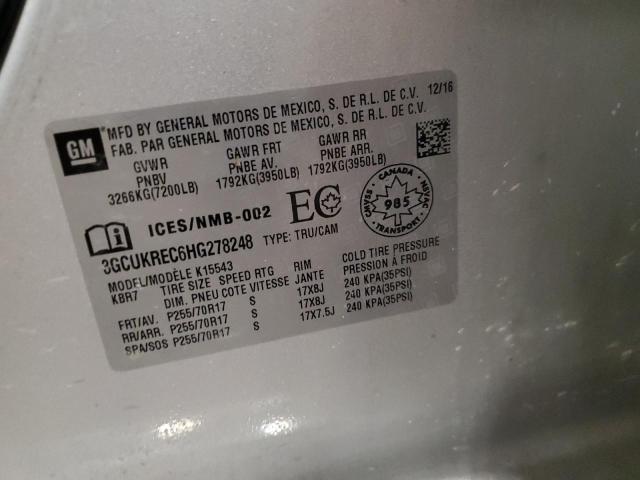 GM
MFD BY GENERAL MOTORS DE MEXICO, S. DE R.L. DE C.V. 12/16
FAB. PAR GENERAL MOTORS DE MEXICO, S. DE R.L. DE C.V.
GVWR GAWR FRT GAWR RR
PNBV PNBE AV. PNBE ARR.
3266KG(7200LB) 1792KG(3950LB) 1792KG(3950LB)
ICES/NMB-002 EC
CANADA
CMVSS 985 NSVAC
TRANSPORT
3GCUKREC6HG278248 TYPE: TRU/CAM
MODEL/MODÈLE K15543
KBR7 TIRE SIZE SPEED RTG RIM COLD TIRE PRESSURE
DIM. PNEU COTE VITESSE JANTE PRESSION À FROID
FRT/AV. P255/70R17 S 17X8J 240 KPA(35PSI)
RR/ARR. P255/70R17 S 17X8J 240 KPA(35PSI)
SPA/SOS P255/70R17 S 17X7.5J 240 KPA(35PSI)